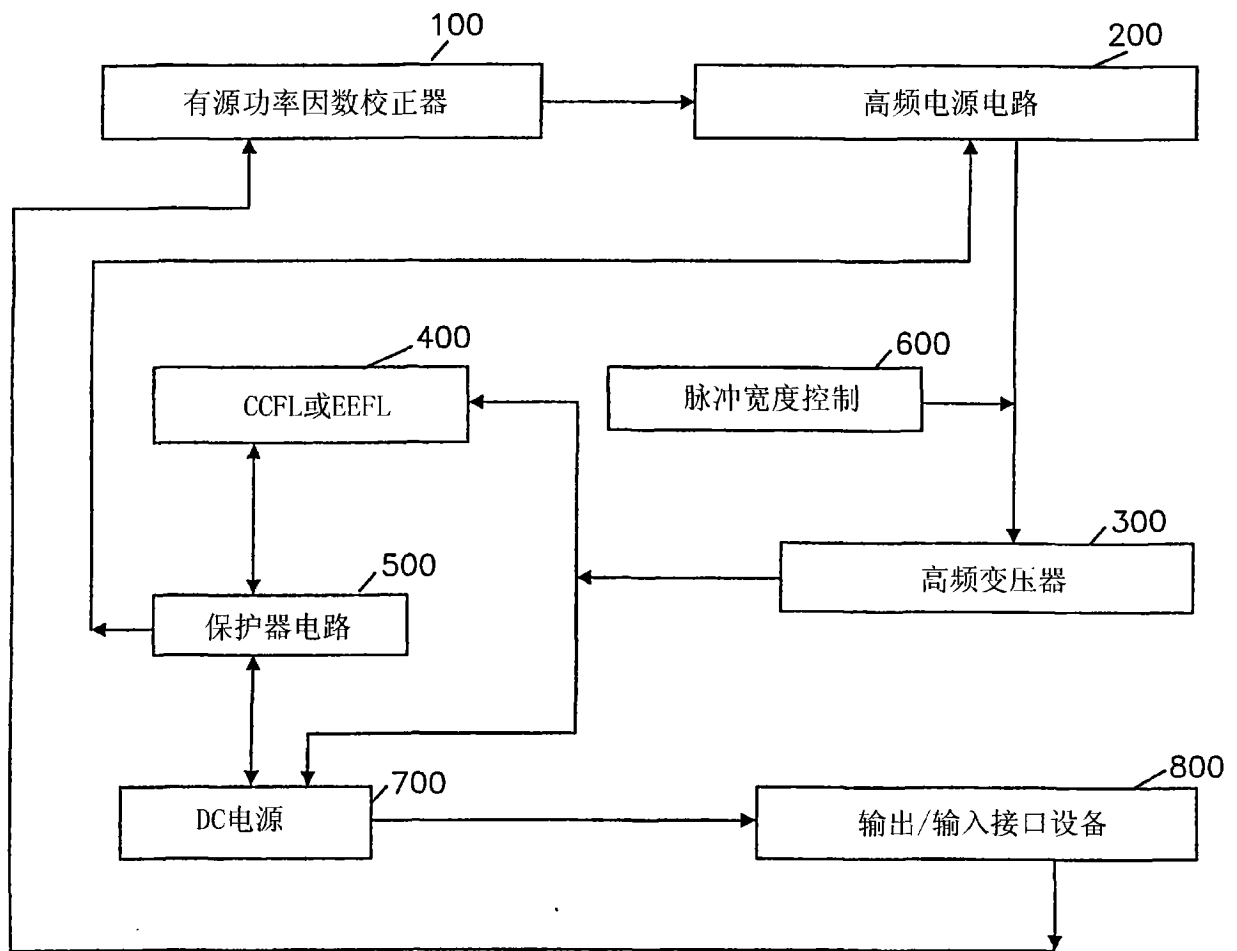 100
有源功率因数校正器
200
高频电源电路
400
CCFL或EEFL
600
脉冲宽度控制
300
高频变压器
500
保护器电路
700
DC电源
800
输出/输入接口设备